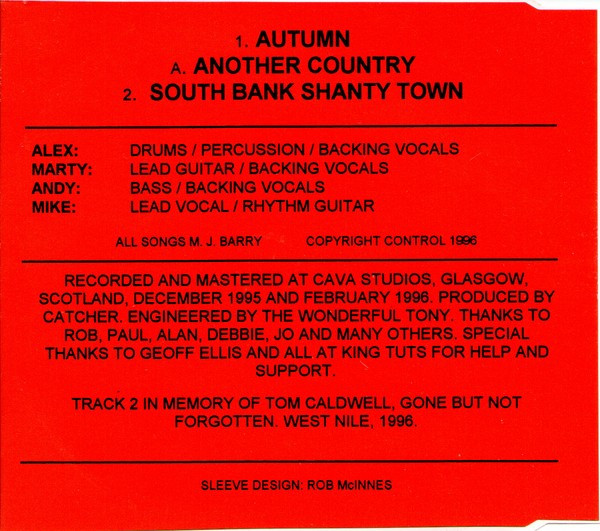 1. AUTUMN
A. ANOTHER COUNTRY
2. SOUTH BANK SHANTY TOWN
ALEX: DRUMS / PERCUSSION / BACKING VOCALS
MARTY: LEAD GUITAR / BACKING VOCALS
ANDY: BASS / BACKING VOCALS
MIKE: LEAD VOCAL / RHYTHM GUITAR
ALL SONGS M. J. BARRY COPYRIGHT CONTROL 1996
RECORDED AND MASTERED AT CAVA STUDIOS, GLASGOW,
SCOTLAND, DECEMBER 1995 AND FEBRUARY 1996. PRODUCED BY
CATCHER. ENGINEERED BY THE WONDERFUL TONY. THANKS TO
ROB, PAUL, ALAN, DEBBIE, JO AND MANY OTHERS. SPECIAL
THANKS TO GEOFF ELLIS AND ALL AT KING TUTS FOR HELP AND
SUPPORT.
TRACK 2 IN MEMORY OF TOM CALDWELL, GONE BUT NOT
FORGOTTEN. WEST NILE, 1996.
SLEEVE DESIGN: ROB McINNES